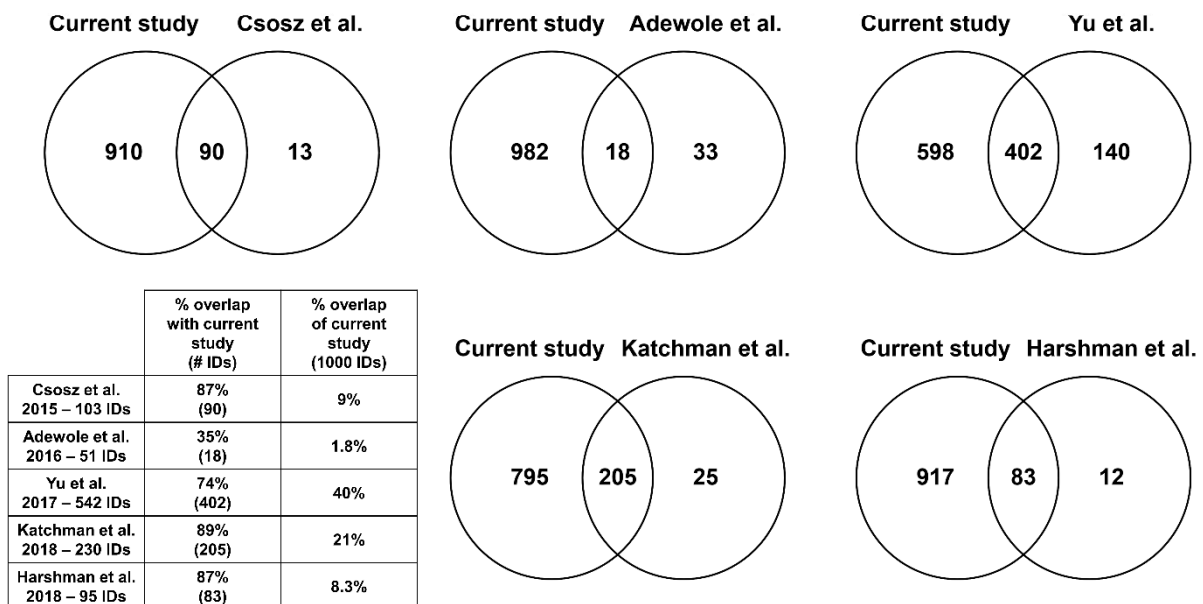 Current study Csosz et al.
910 90 13
Current study Adewole et al.
982 18 33
Current study Yu et al.
598 402 140
% overlap
with current
study
(# IDs)
% overlap
of current
study
(1000 IDs)
Csosz et al.
2015 – 103 IDs
87%
(90)
9%
Adewole et al.
2016 – 51 IDs
35%
(18)
1.8%
Yu et al.
2017 – 542 IDs
74%
(402)
40%
Katchman et al.
2018 – 230 IDs
89%
(205)
21%
Harshman et al.
2018 – 95 IDs
87%
(83)
8.3%
Current study Katchman et al.
795 205 25
Current study Harshman et al.
917 83 12